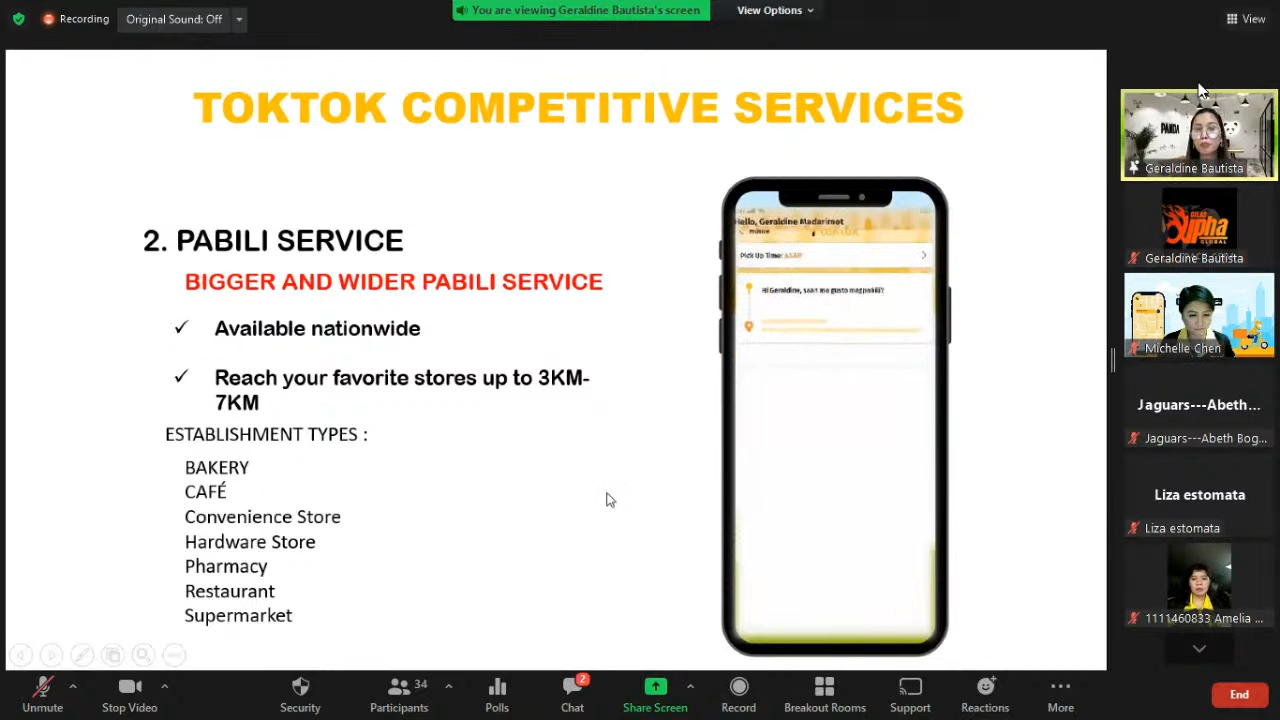 Recording
Original Sound: Off
You are viewing Geraldine Bautista's screen
View Options
View
TOKTOK COMPETITIVE SERVICES
2. PABILI SERVICE
BIGGER AND WIDER PABILI SERVICE
✓ Available nationwide
✓ Reach your favorite stores up to 3KM-
7KM
ESTABLISHMENT TYPES :
BAKERY
CAFÉ
Convenience Store
Hardware Store
Pharmacy
Restaurant
Supermarket
Hello, Geraldine Madarimot
Pick Up Time: ASAP
Hi Geraldine, saan mo gusto magpabili?
PANDA
Geraldine Bautista
GLOBAL
Geraldine Bautista
Michelle Chen
Jaguars---Abeth...
Jaguars---Abeth Bog...
Liza estomata
Liza estomata
1111460833 Amelia ...
Unmute
Stop Video
Security
34
Participants
Polls
2
Chat
Share Screen
Record
Breakout Rooms
Support
Reactions
More
End